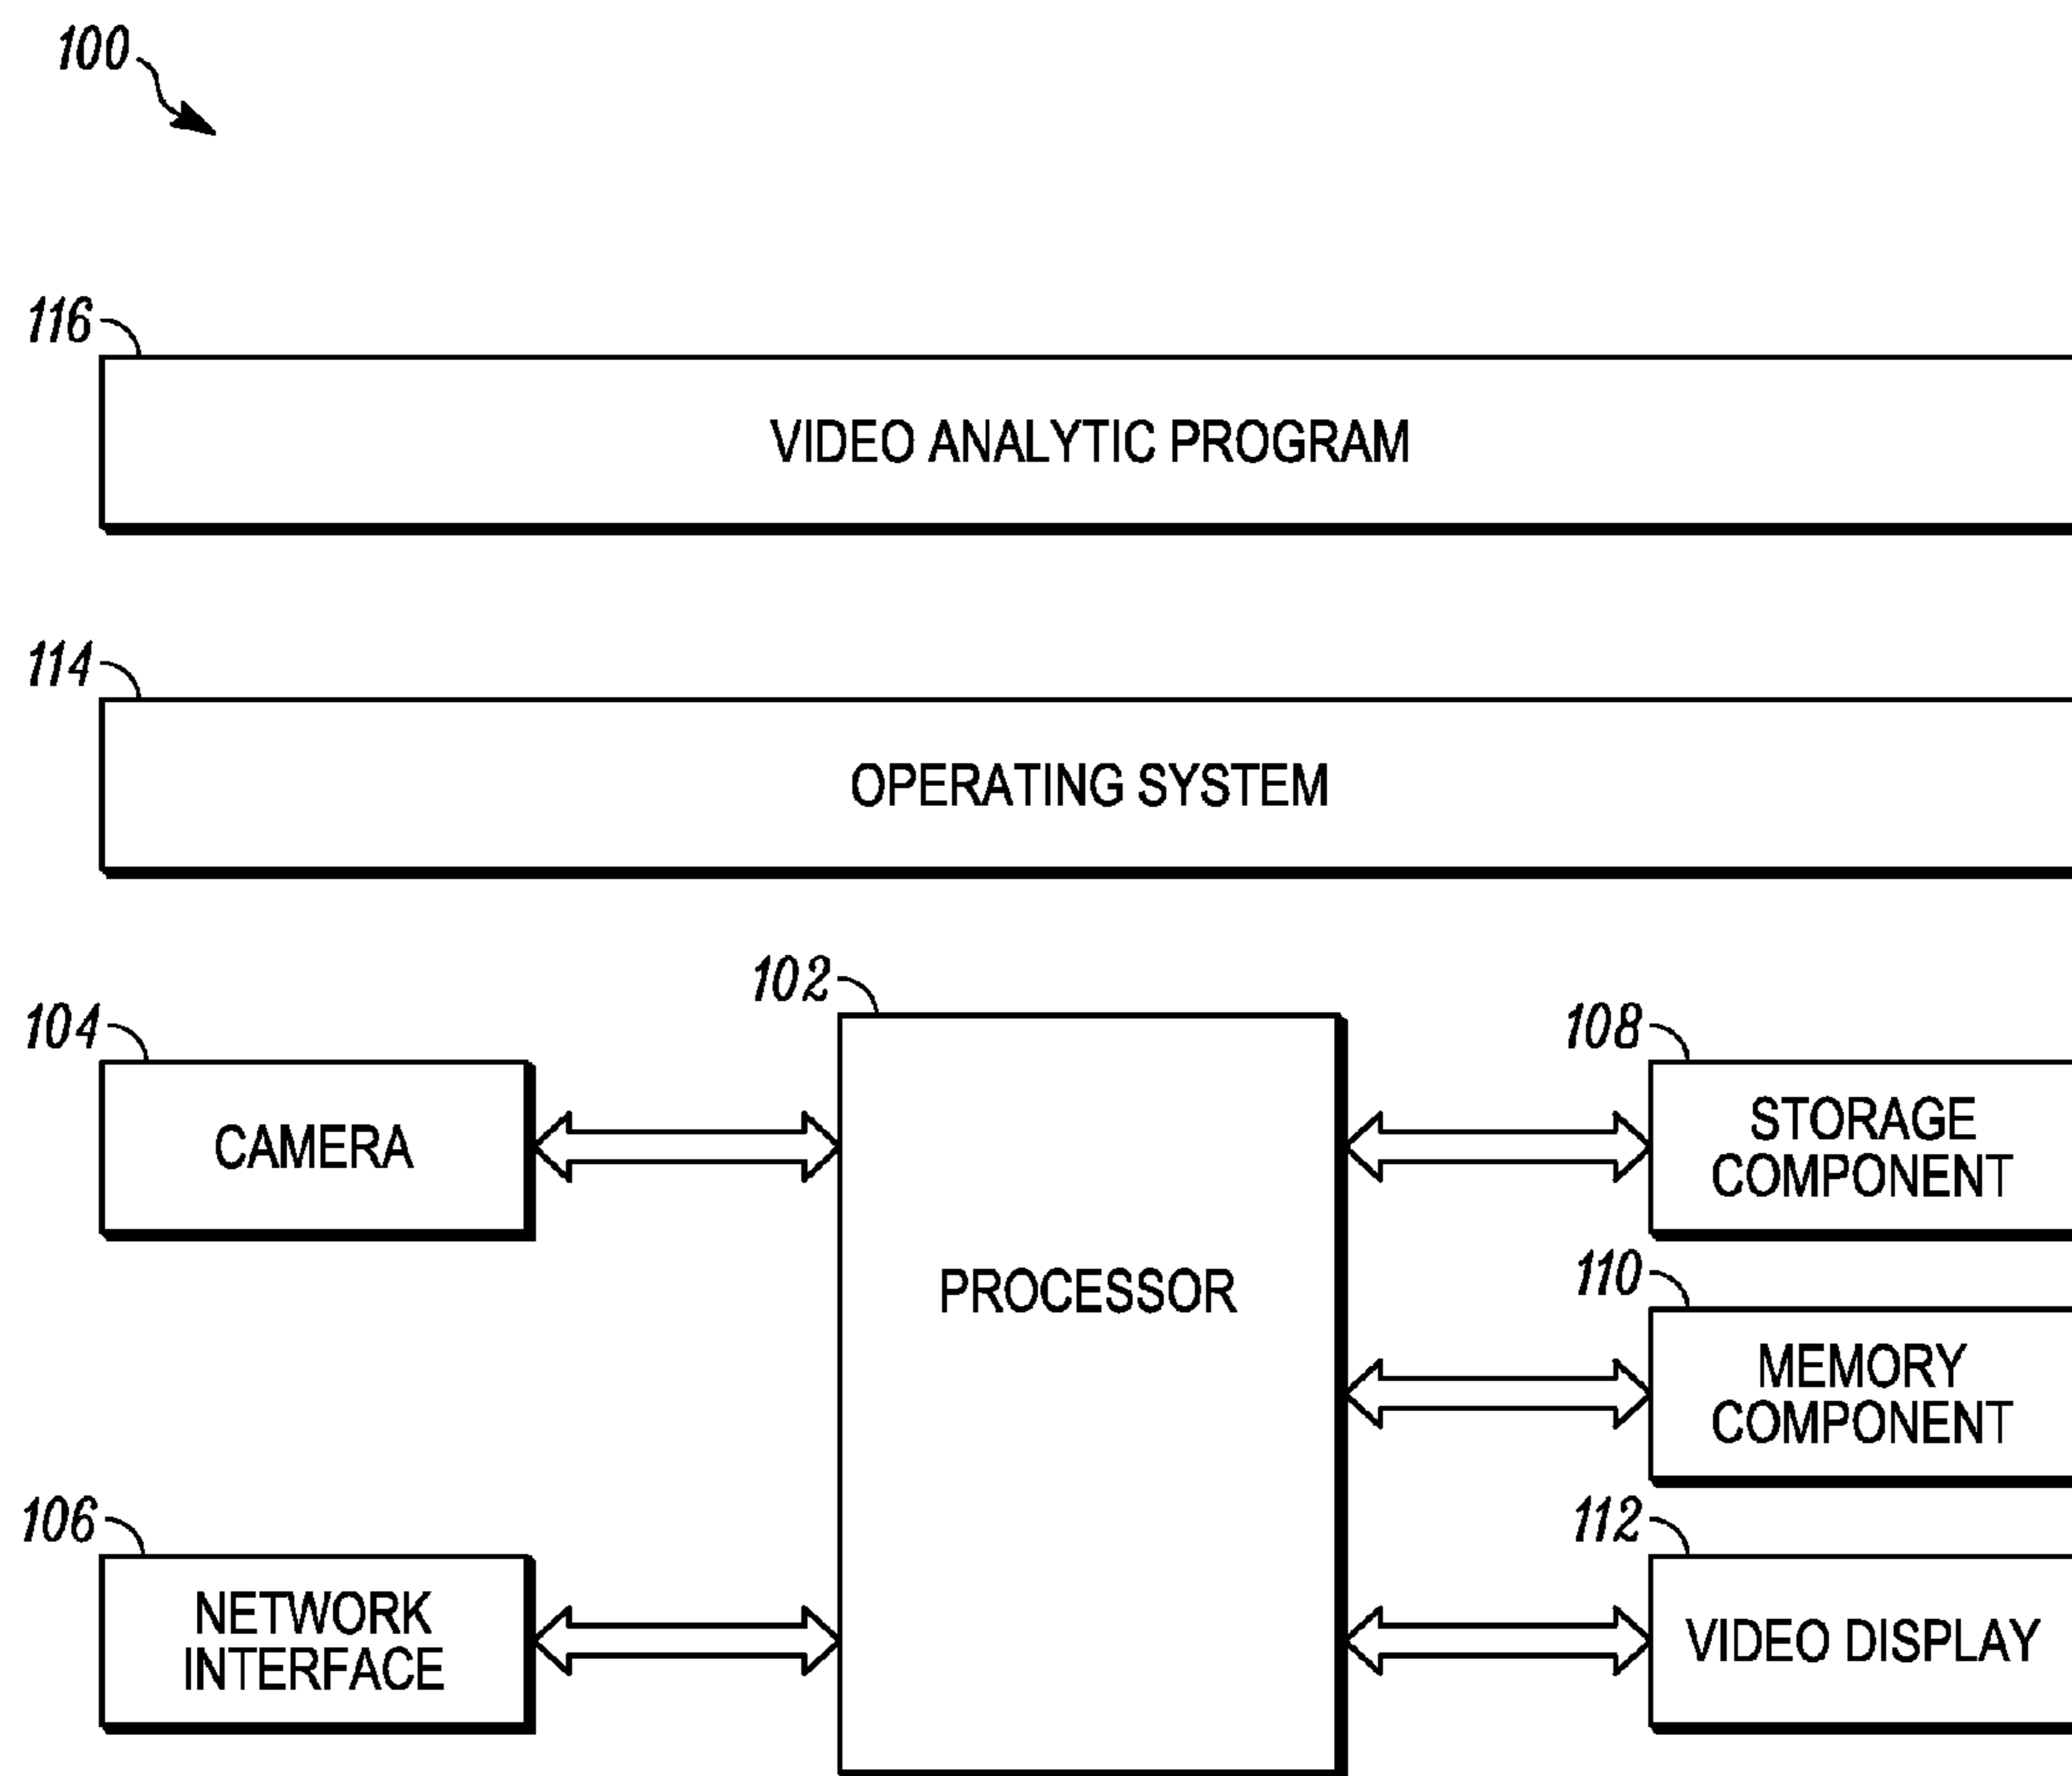 100
116
VIDEO ANALYTIC PROGRAM
114
OPERATING SYSTEM
102
104
108
CAMERA
STORAGE
COMPONENT
PROCESSOR
110
MEMORY
COMPONENT
106
112
NETWORK
INTERFACE
VIDEO DISPLAY